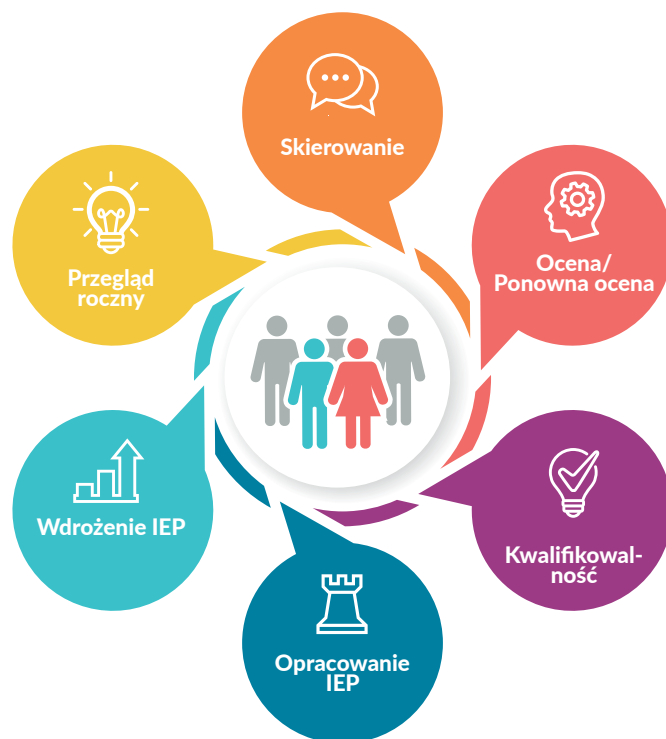 Skierowanie
Ocena/
Ponowna ocena
Kwalifikowal-
ność
Opracowanie
IEP
Wdrożenie IEP
Przegląd
roczny